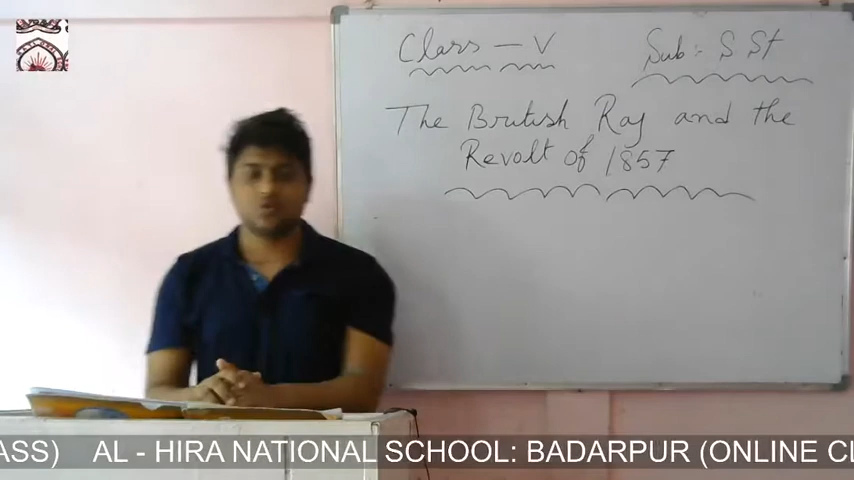 Class - V
Sub:- S St
The British Raj and the
Revolt of 1857
ASS) AL - HIRA NATIONAL SCHOOL: BADARPUR (ONLINE CL